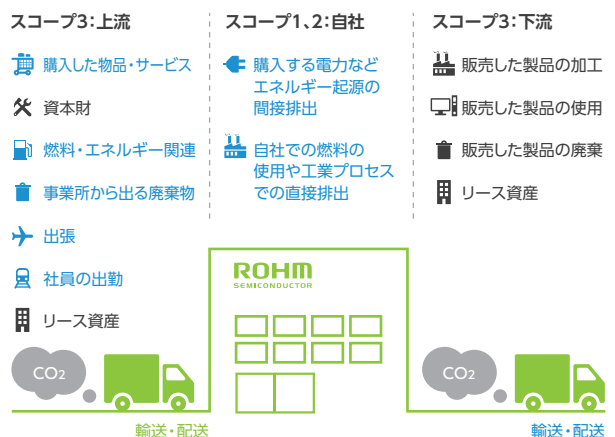 スコープ3:上流
購入した物品・サービス
資本財
燃料・エネルギー関連
事業所から出る廃棄物
出張
社員の出勤
リース資産
CO2
輸送・配送
スコープ1、2:自社
購入する電力など
エネルギー起源の
間接排出
自社での燃料の
使用や工業プロセス
での直接排出
ROHM
SEMICONDUCTOR
スコープ3:下流
販売した製品の加工
販売した製品の使用
販売した製品の廃棄
リース資産
CO2
輸送・配送